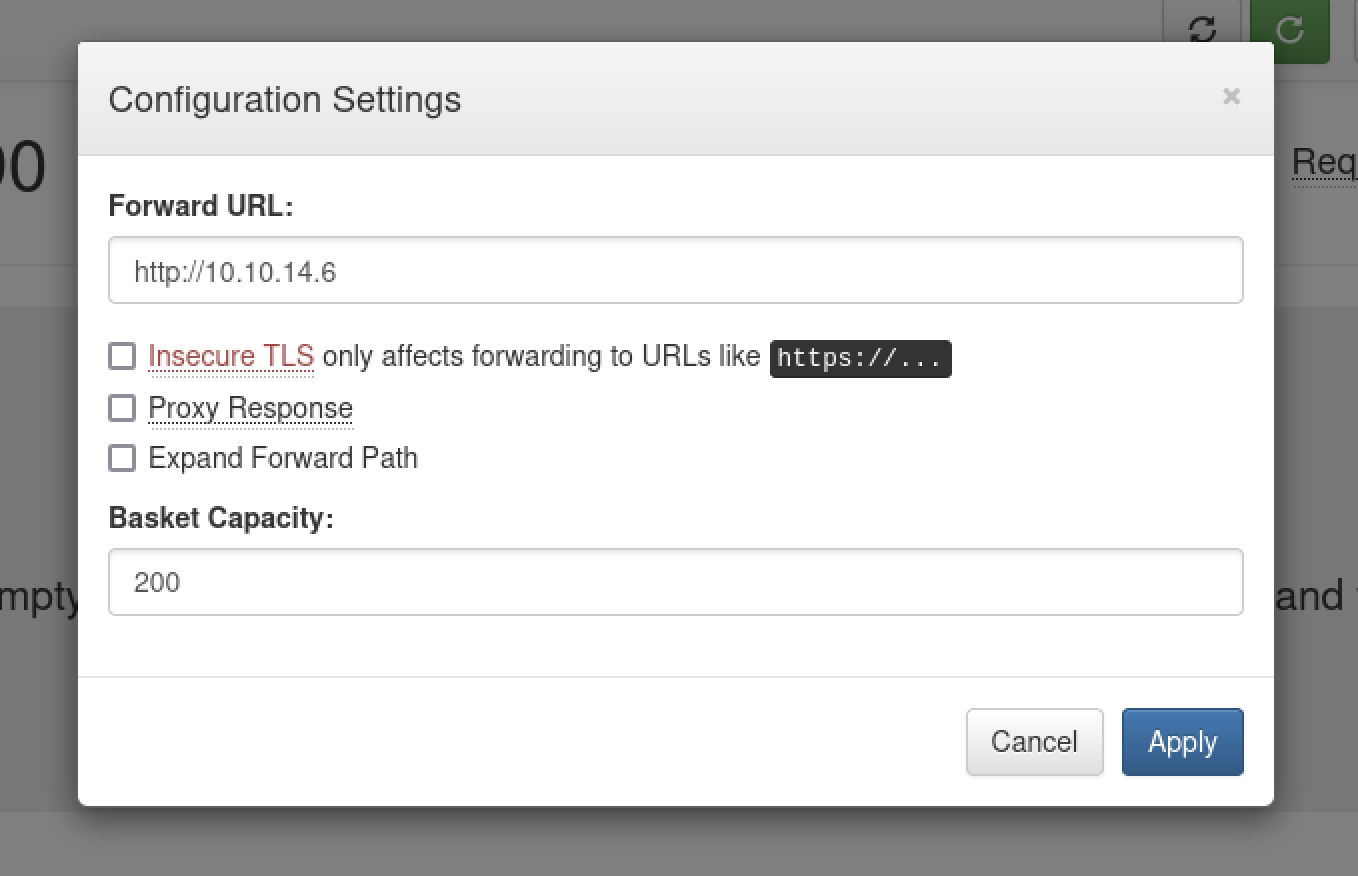 Configuration Settings
×
00
Req
Forward URL:
http://10.10.14.6
Insecure TLS only affects forwarding to URLs like https://...
Proxy Response
Expand Forward Path
Basket Capacity:
200
mpty
and
Cancel
Apply